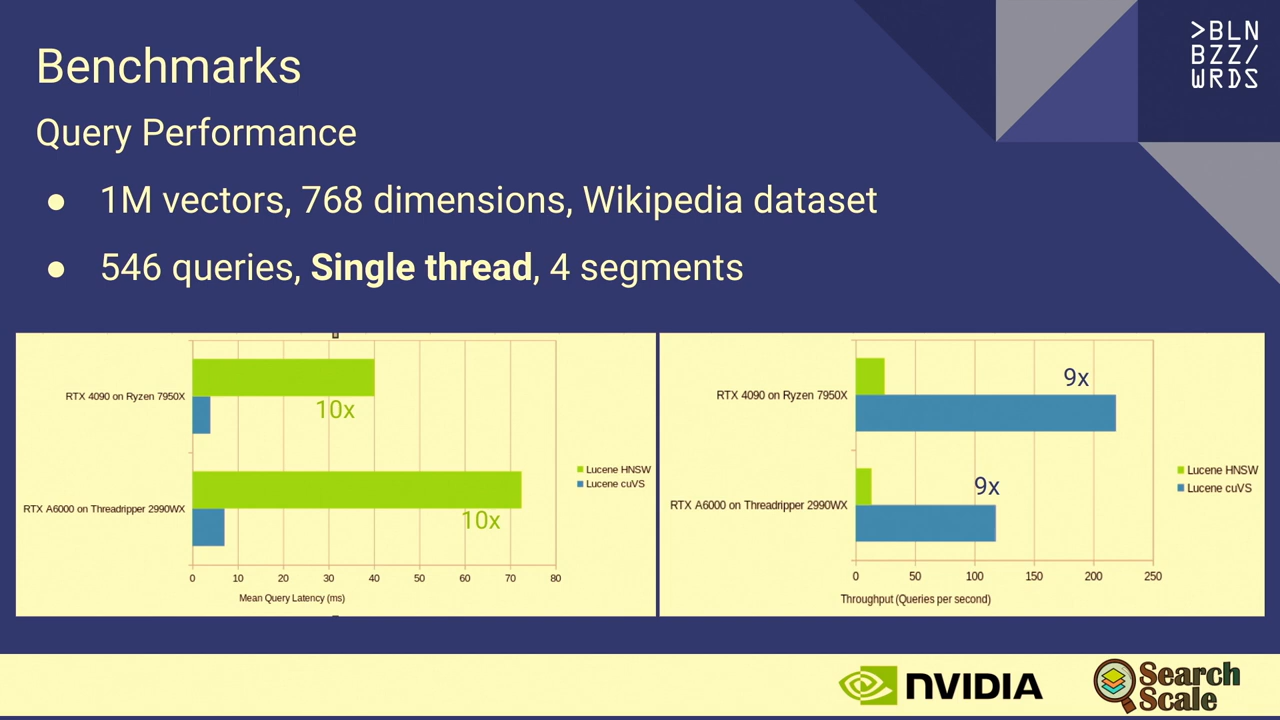 >BLN
BZZ/
WRDS
Benchmarks
Query Performance
● 1M vectors, 768 dimensions, Wikipedia dataset
● 546 queries, Single thread, 4 segments
RTX 4090 on Ryzen 7950X
10x
RTX A6000 on Threadripper 2990WX
10x
Lucene HNSW
Lucene cuVS
0 10 20 30 40 50 60 70 80
Mean Query Latency (ms)
RTX 4090 on Ryzen 7950X
9x
RTX A6000 on Threadripper 2990WX
9x
Lucene HNSW
Lucene cuVS
0 50 100 150 200 250
Throughput (Queries per second)
NVIDIA
Search
Scale